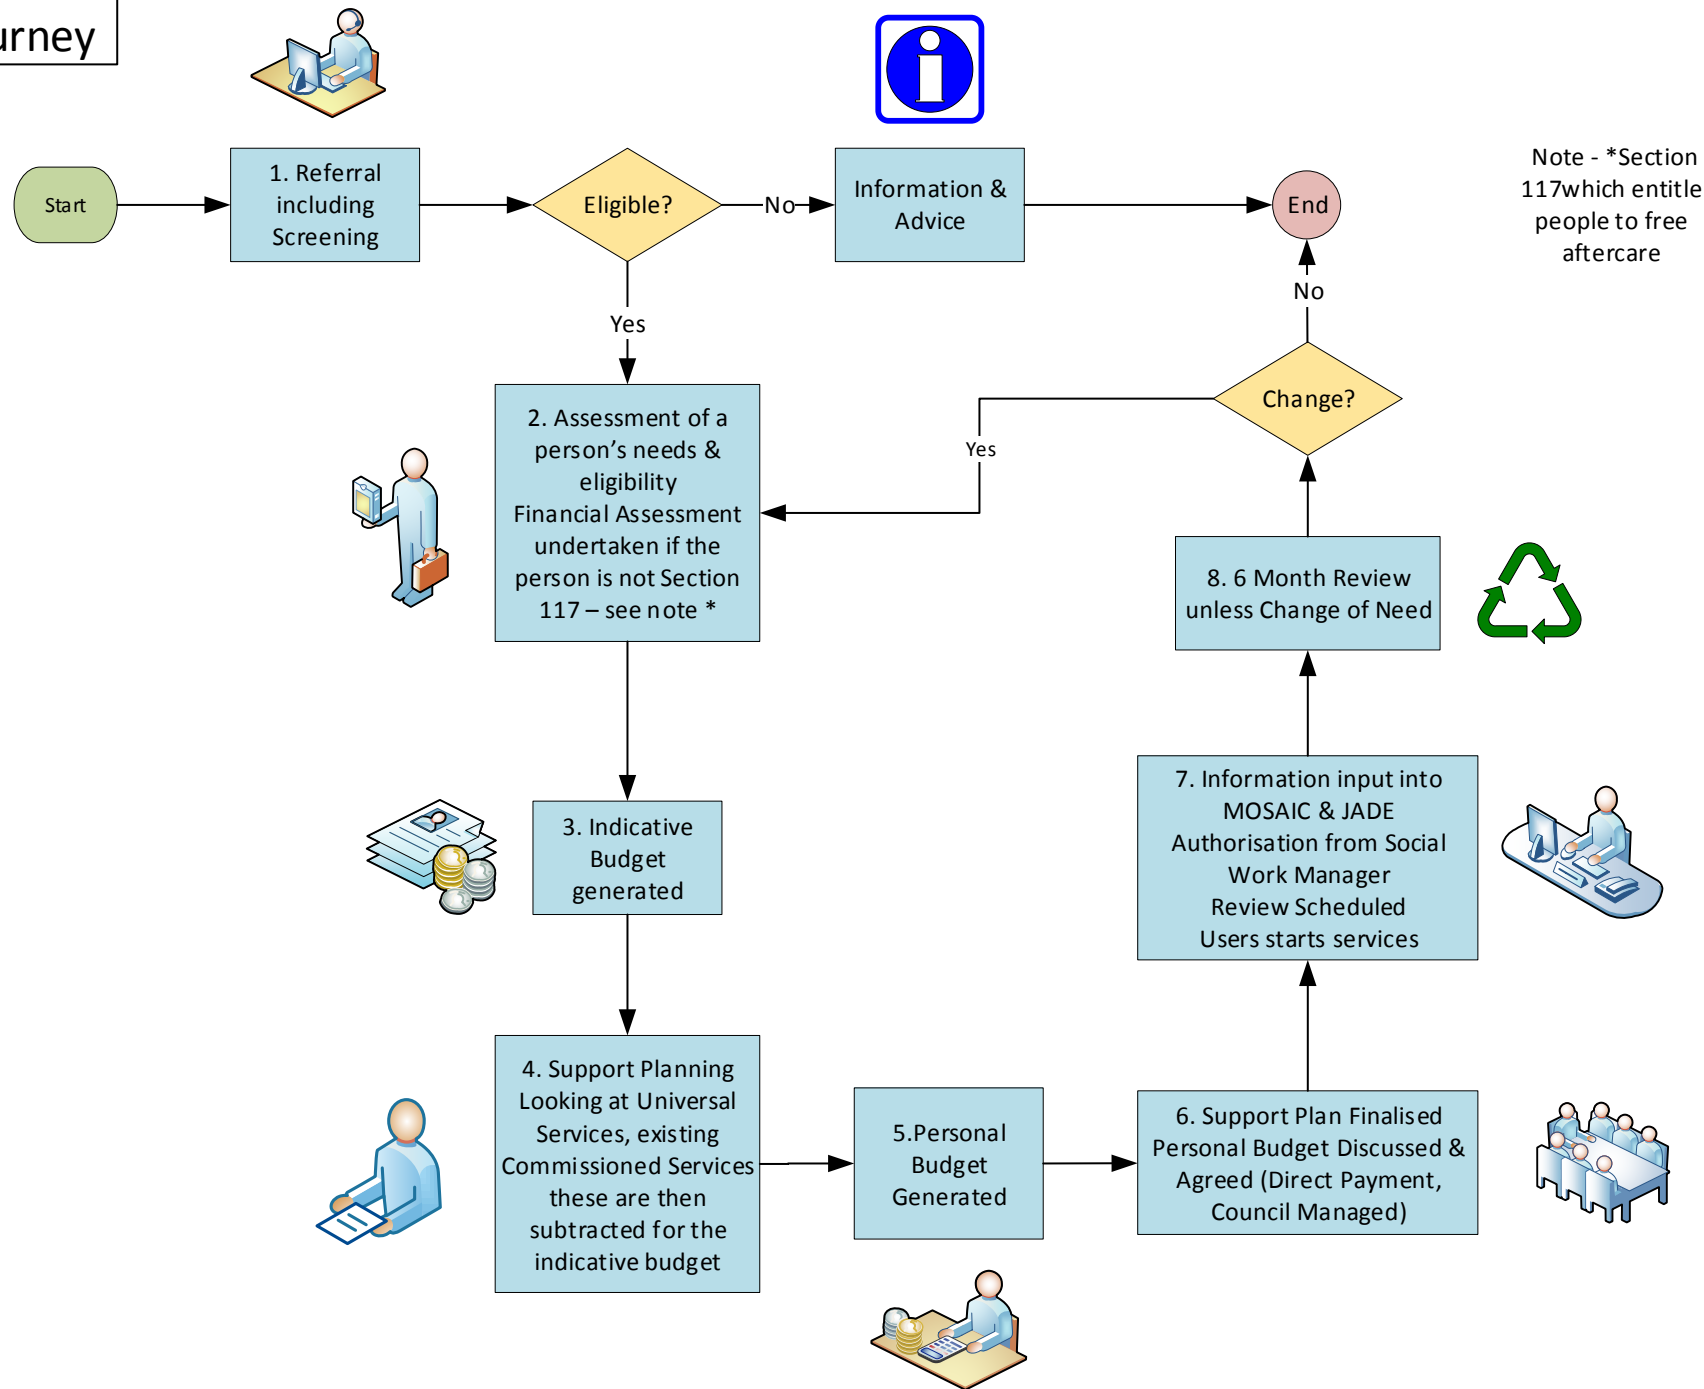 urney
Start
1. Referral
including
Screening
Eligible?
No
Information &
Advice
End
Note - *Section
117which entitle
people to free
aftercare
Yes
No
Change?
Yes
2. Assessment of a
person’s needs &
eligibility
Financial Assessment
undertaken if the
person is not Section
117 – see note *
8. 6 Month Review
unless Change of Need
3. Indicative
Budget
generated
7. Information input into
MOSAIC & JADE
Authorisation from Social
Work Manager
Review Scheduled
Users starts services
4. Support Planning
Looking at Universal
Services, existing
Commissioned Services
these are then
subtracted for the
indicative budget
5.Personal
Budget
Generated
6. Support Plan Finalised
Personal Budget Discussed &
Agreed (Direct Payment,
Council Managed)